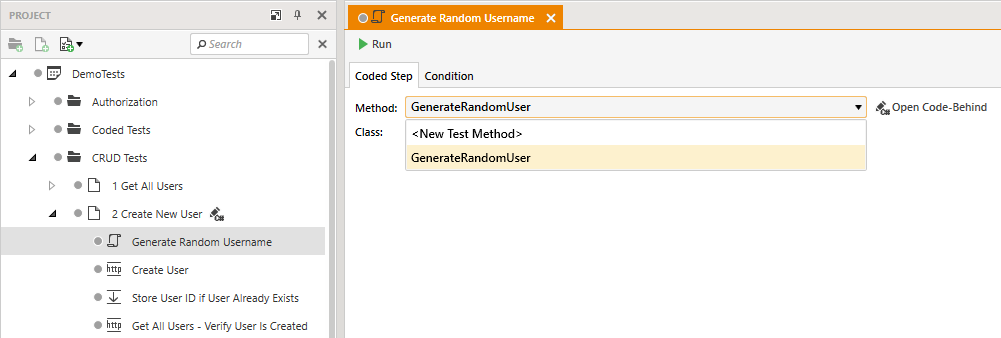 PROJECT
Search
DemoTests
Authorization
Coded Tests
CRUD Tests
1 Get All Users
2 Create New User C#
Generate Random Username
http Create User
Store User ID if User Already Exists
http Get All Users - Verify User Is Created
Generate Random Username
Run
Coded Step Condition
Method: GenerateRandomUser C# Open Code-Behind
Class: <New Test Method>
GenerateRandomUser